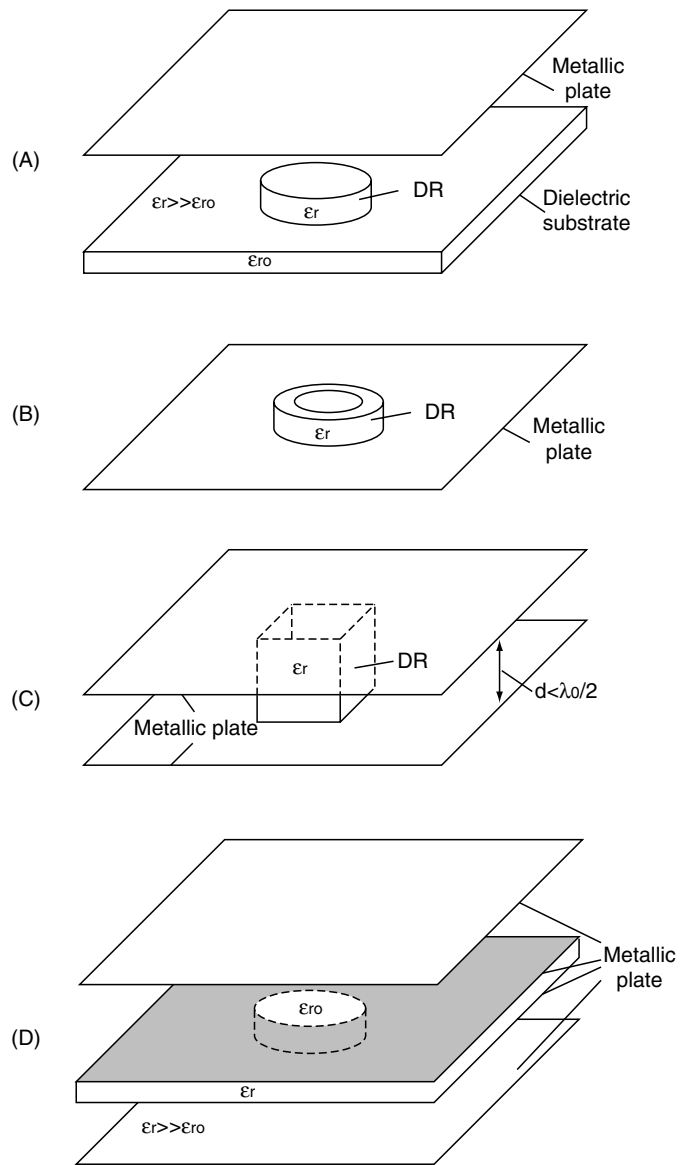 Metallic
plate
(A)
DR
εr>>εro
εr
Dielectric
substrate
εro
(B)
DR
εr
Metallic
plate
(C)
εr
DR
d<λ0/2
Metallic plate
Metallic
plate
εro
(D)
εr
εr>>εro